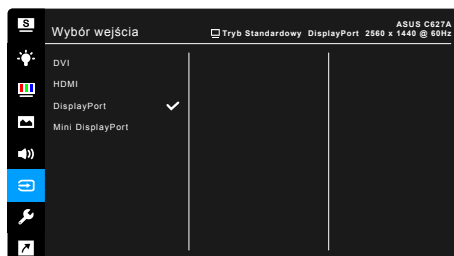 S
Wybór wejścia
ASUS C627A
Tryb Standardowy DisplayPort 2560 x 1440 @ 60Hz
DVI
HDMI
DisplayPort
Mini DisplayPort